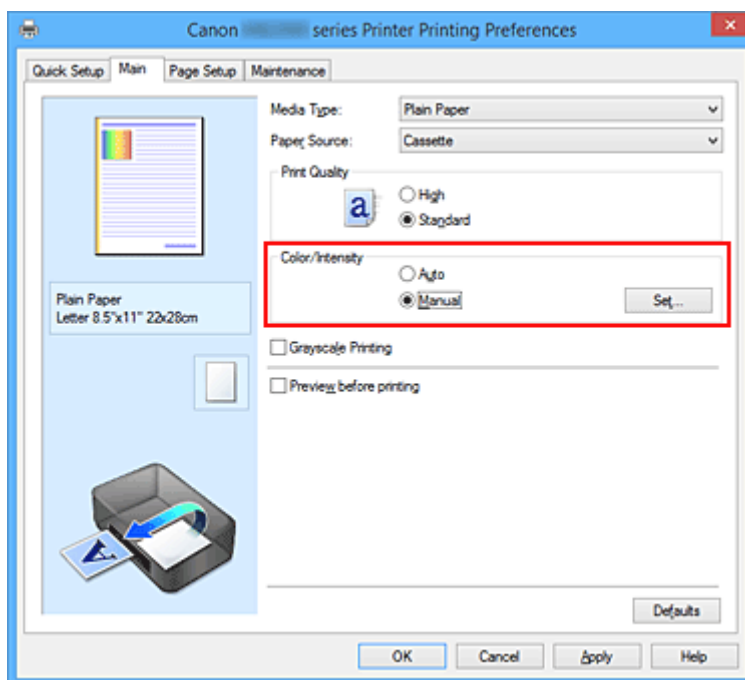 Canon series Printer Printing Preferences
Quick Setup Main Page Setup Maintenance
Media Type: Plain Paper
Paper Source: Cassette
Print Quality
a
High
Standard
Color/Intensity
Auto
Manual Set...
Plain Paper
Letter 8.5"x11" 22x28cm
Grayscale Printing
Preview before printing
A
Defaults
OK Cancel Apply Help